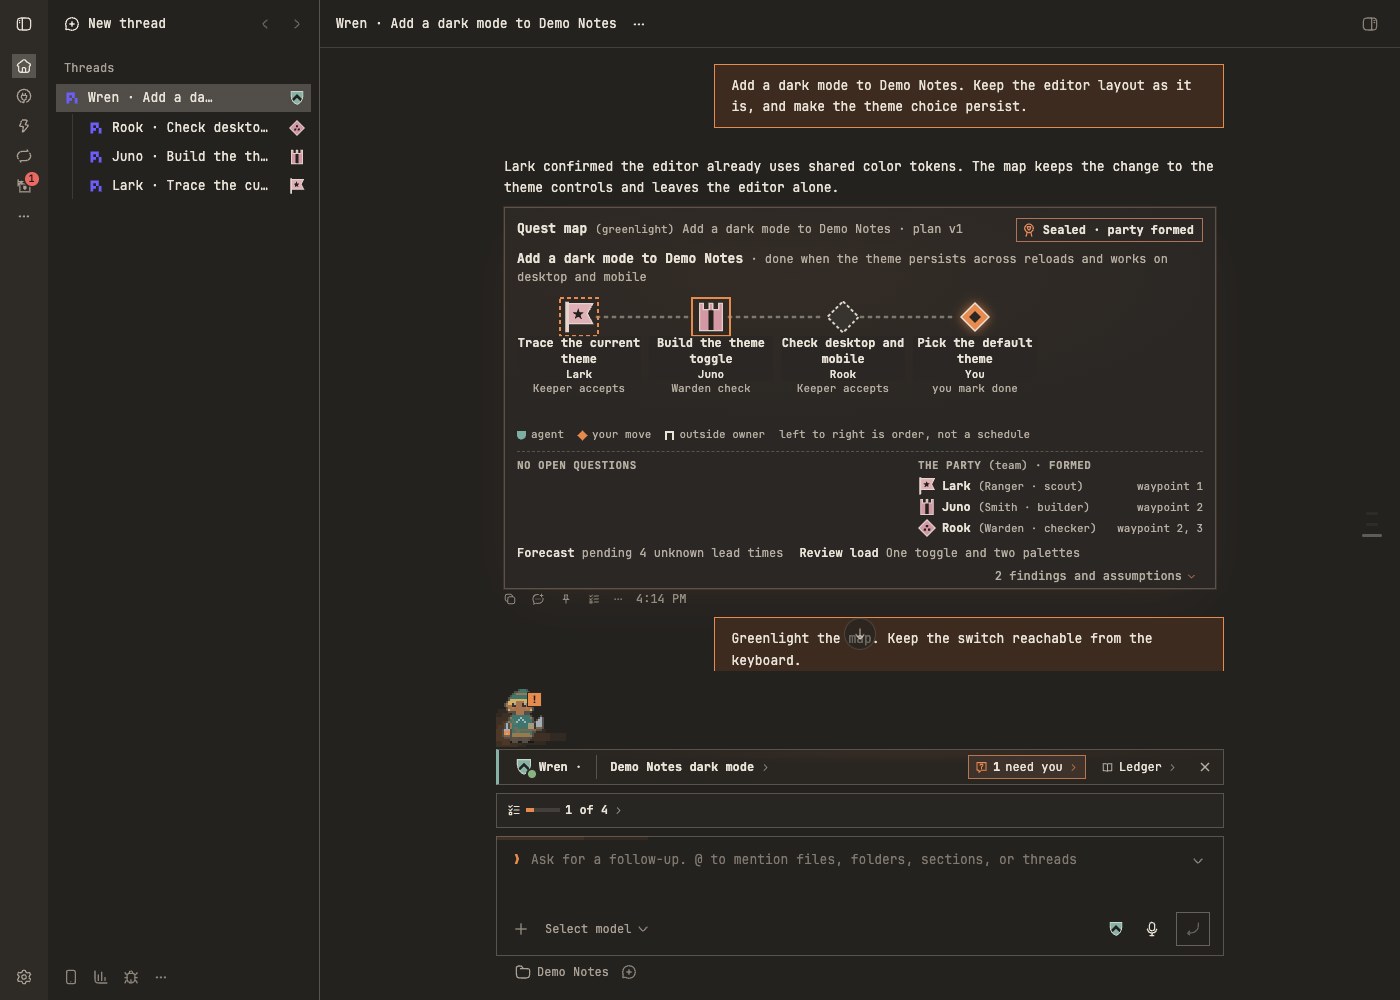 New thread
Wren · Add a dark mode to Demo Notes ···
Threads
Wren · Add a da…
Rook · Check deskto…
Juno · Build the th…
Lark · Trace the cu…
1
Add a dark mode to Demo Notes. Keep the editor layout as it
is, and make the theme choice persist.
Lark confirmed the editor already uses shared color tokens. The map keeps the change to the
theme controls and leaves the editor alone.
Quest map (greenlight) Add a dark mode to Demo Notes · plan v1
Sealed · party formed
Add a dark mode to Demo Notes · done when the theme persists across reloads and works on
desktop and mobile
Trace the current
theme
Lark
Keeper accepts
Build the theme
toggle
Juno
Warden check
Check desktop and
mobile
Rook
Keeper accepts
Pick the default
theme
You
you mark done
agent your move outside owner left to right is order, not a schedule
NO OPEN QUESTIONS
THE PARTY (team) · FORMED
Lark (Ranger · scout) waypoint 1
Juno (Smith · builder) waypoint 2
Rook (Warden · checker) waypoint 2, 3
Forecast pending 4 unknown lead times Review load One toggle and two palettes
2 findings and assumptions
4:14 PM
Greenlight the map. Keep the switch reachable from the
keyboard.
!
Wren · Demo Notes dark mode
1 need you
Ledger
1 of 4
Ask for a follow-up. @ to mention files, folders, sections, or threads
Select model
Demo Notes